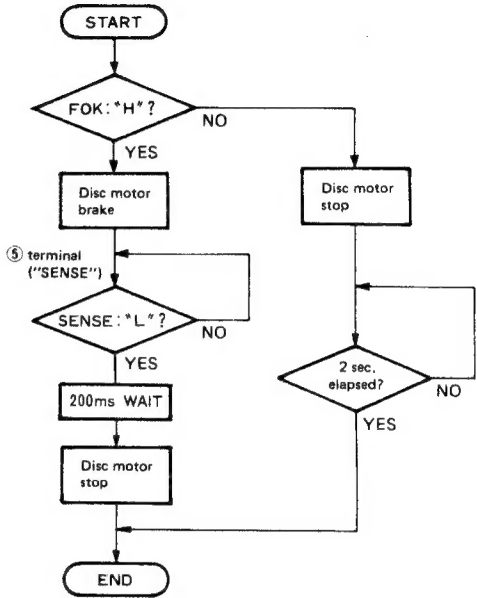 START
FOK: "H"?
NO
YES
Disc motor
brake
Disc motor
stop
⑤ terminal
("SENSE")
SENSE: "L"?
NO
YES
2 sec,
elapsed?
NO
YES
200ms WAIT
Disc motor
stop
END